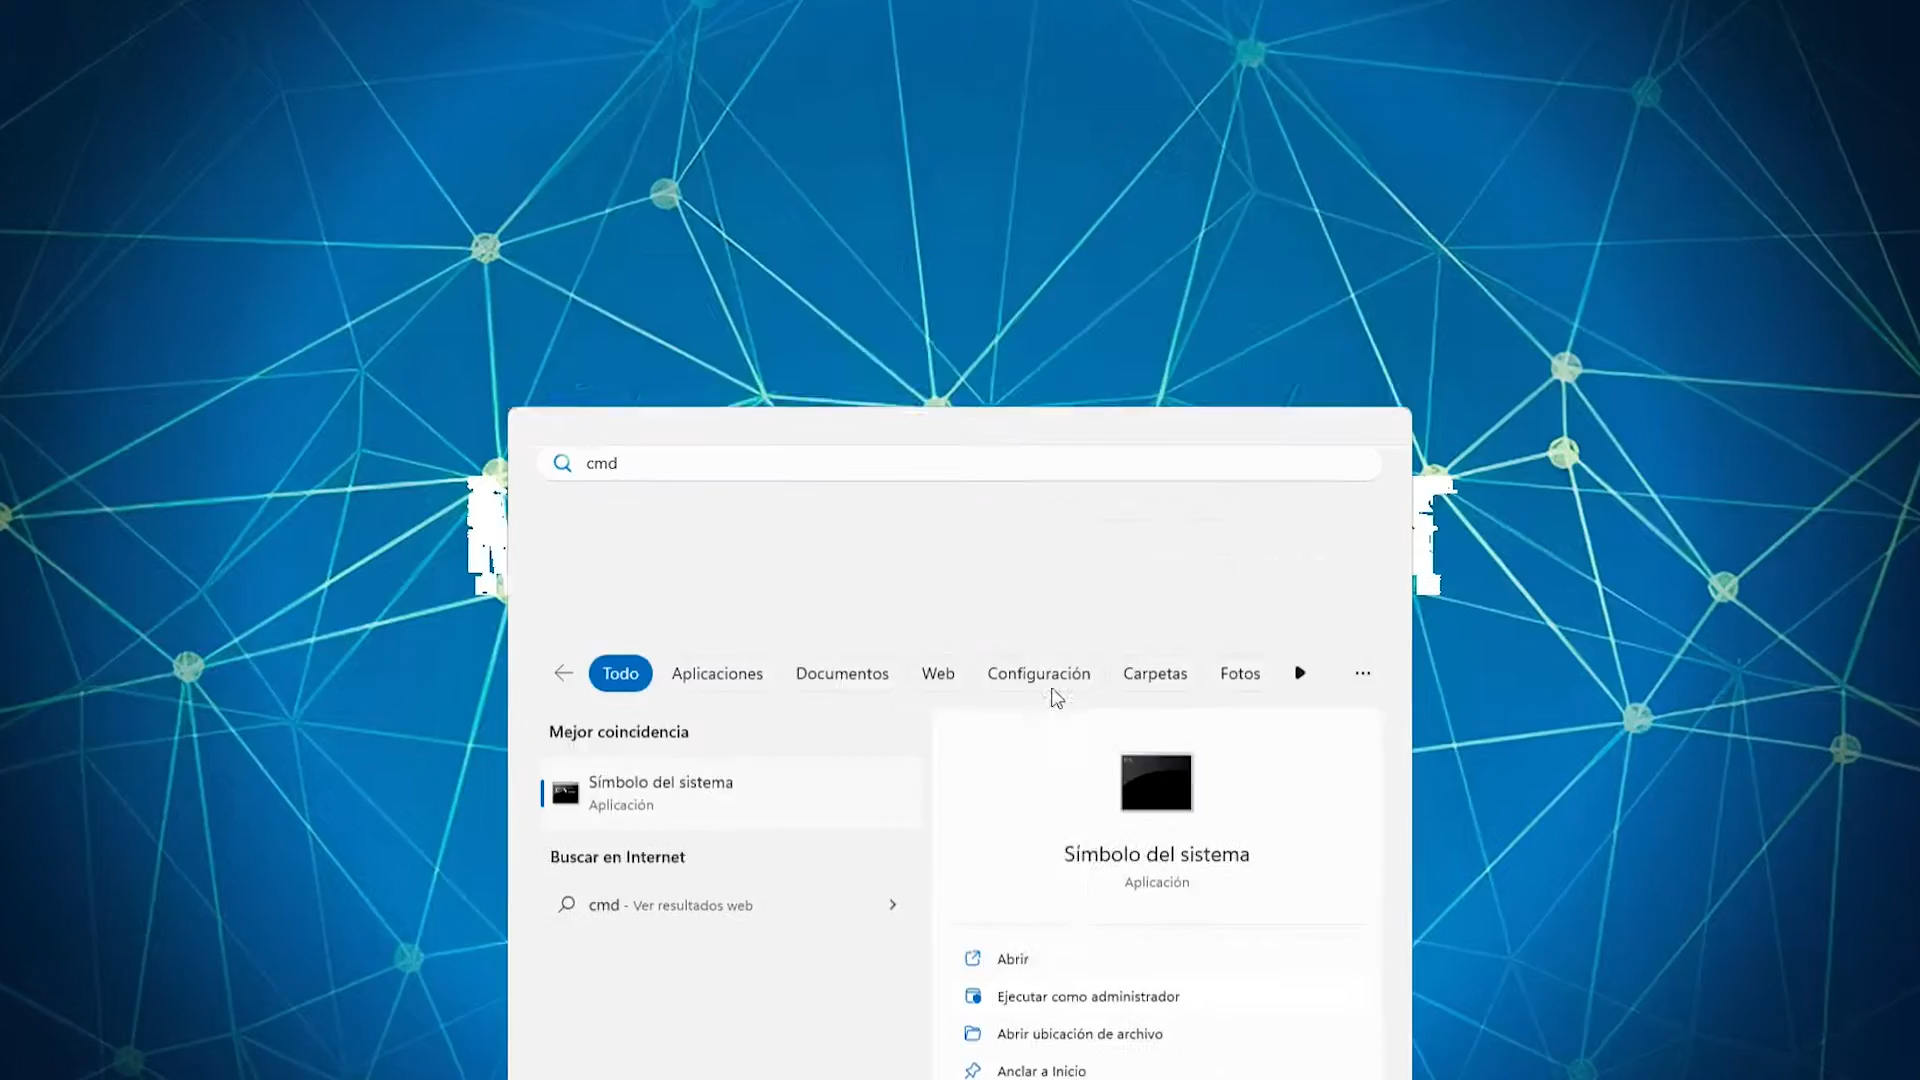 cmd
Todo Aplicaciones Documentos Web Configuración Carpetas Fotos
Mejor coincidencia
Símbolo del sistema
Aplicación
Buscar en Internet
cmd - Ver resultados web
Símbolo del sistema
Aplicación
Abrir
Ejecutar como administrador
Abrir ubicación de archivo
Anclar a Inicio